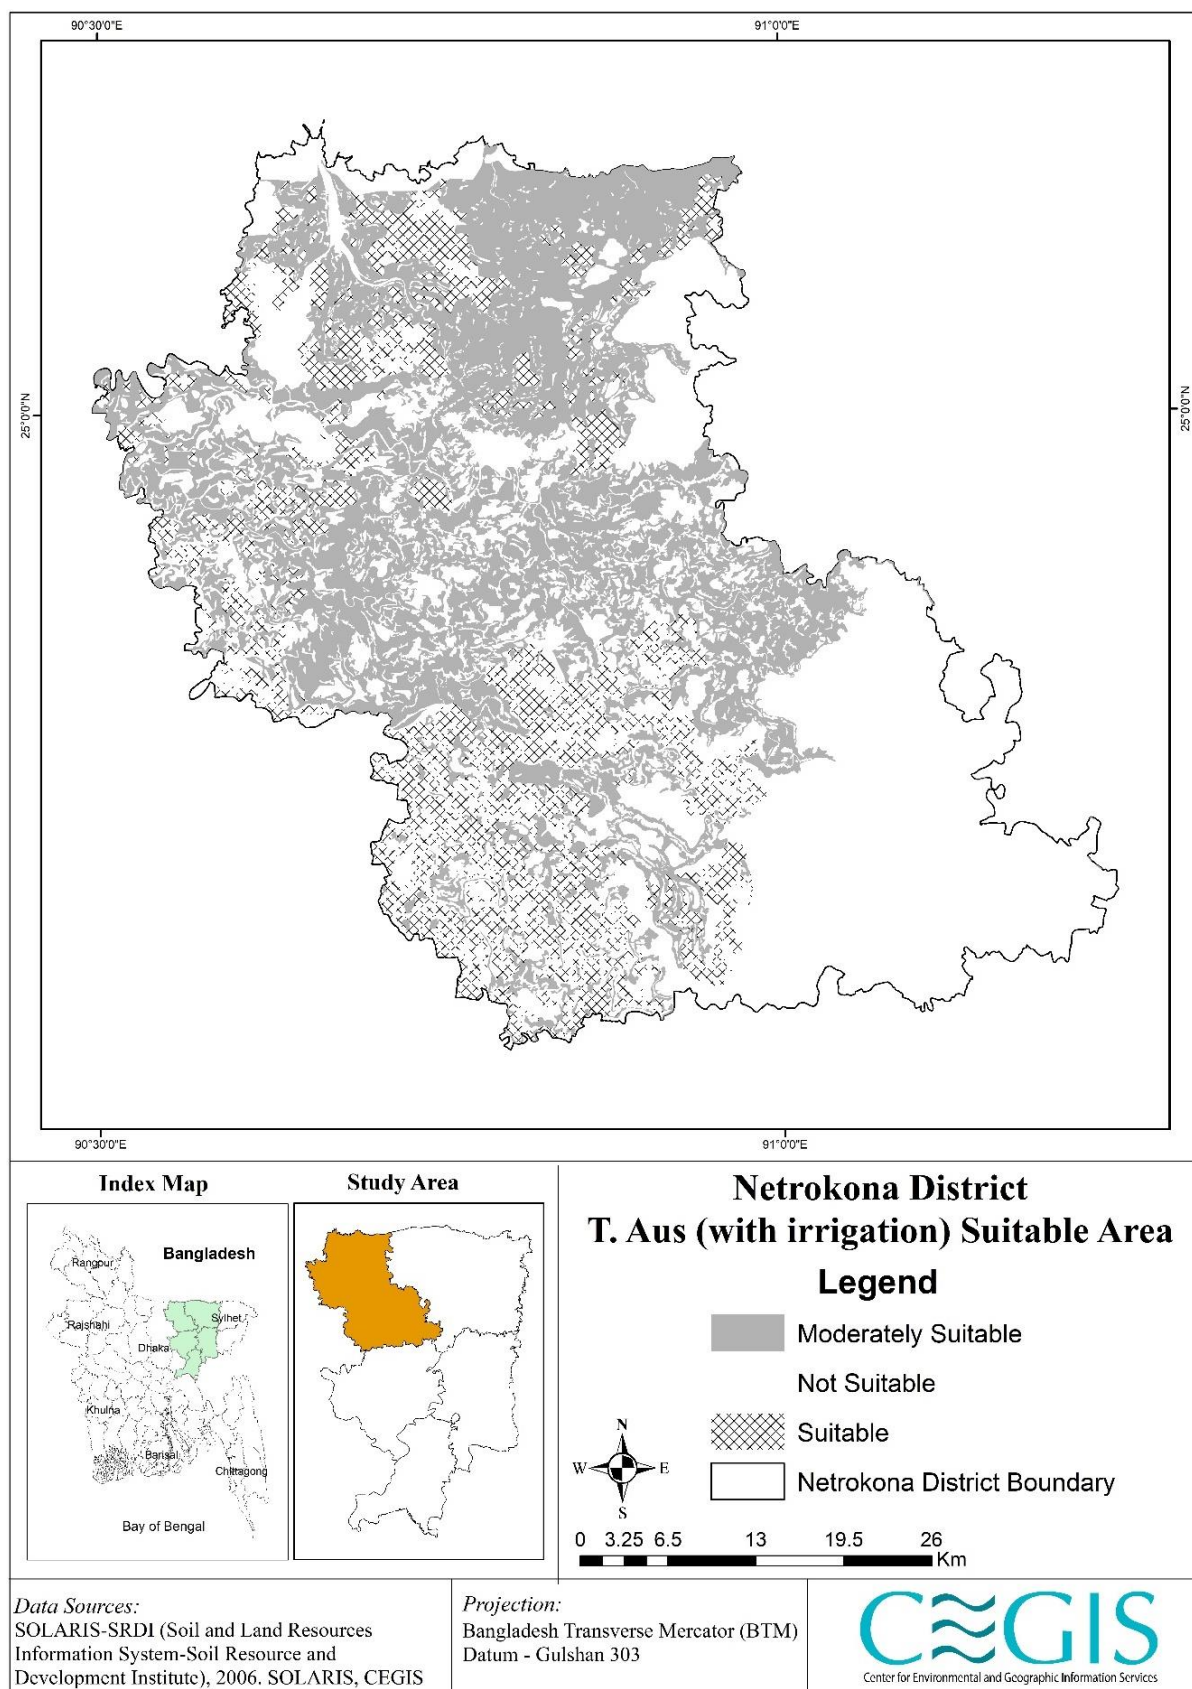 90°30'0"E
91°0'0"E
25°0'0"N
25°0'0"N
90°30'0"E
91°0'0"E
Index Map
Study Area
Bangladesh
Rangpur
Rajshahi
Sylhet
Dhaka
Khulna
Barisal
Chittagong
Bay of Bengal
Netrokona District
T. Aus (with irrigation) Suitable Area
Legend
Moderately Suitable
Not Suitable
Suitable
Netrokona District Boundary
N
W
E
S
0 3.25 6.5 13 19.5 26
Km
Data Sources:
SOLARIS-SRDI (Soil and Land Resources
Information System-Soil Resource and
Development Institute), 2006. SOLARIS, CEGIS
Projection:
Bangladesh Transverse Mercator (BTM)
Datum - Gulshan 303
CEGIS
Center for Environmental and Geographic Information Services